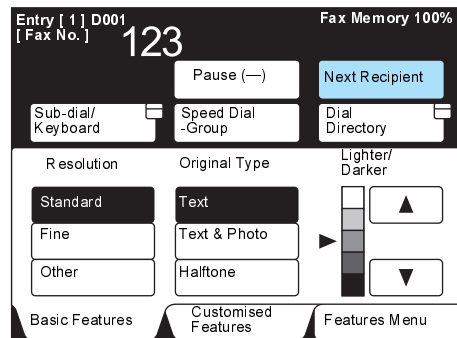 Entry [ 1 ] D001
Fax Memory 100%
[ Fax No. ]
123
Pause (—)
Next Recipient
Sub-dial/
Keyboard
Speed Dial
-Group
Dial
Directory
Resolution
Original Type
Lighter/
Darker
Standard
Text
Fine
Text & Photo
Other
Halftone
Basic Features
Customised
Features
Features Menu